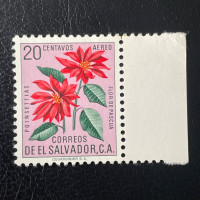 20 CENTAVOS AEREO
POINSETTIAS
FLOR DE PASCUA
CORREOS
DE EL SALVADOR, C.A.